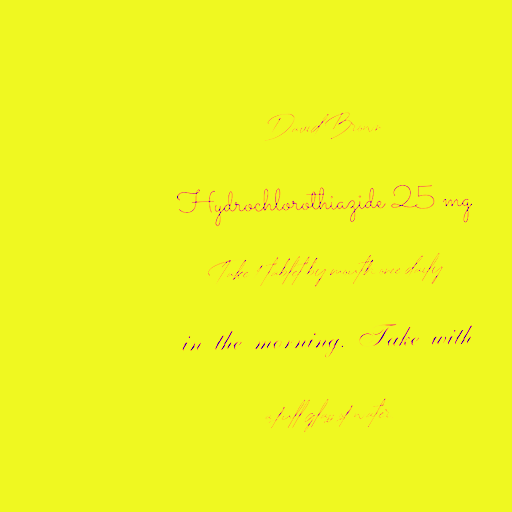 David Brown
Hydrochlorothiazide 25 mg
Take 1 tablet by mouth once daily
in the morning. Take with
a full glass of water